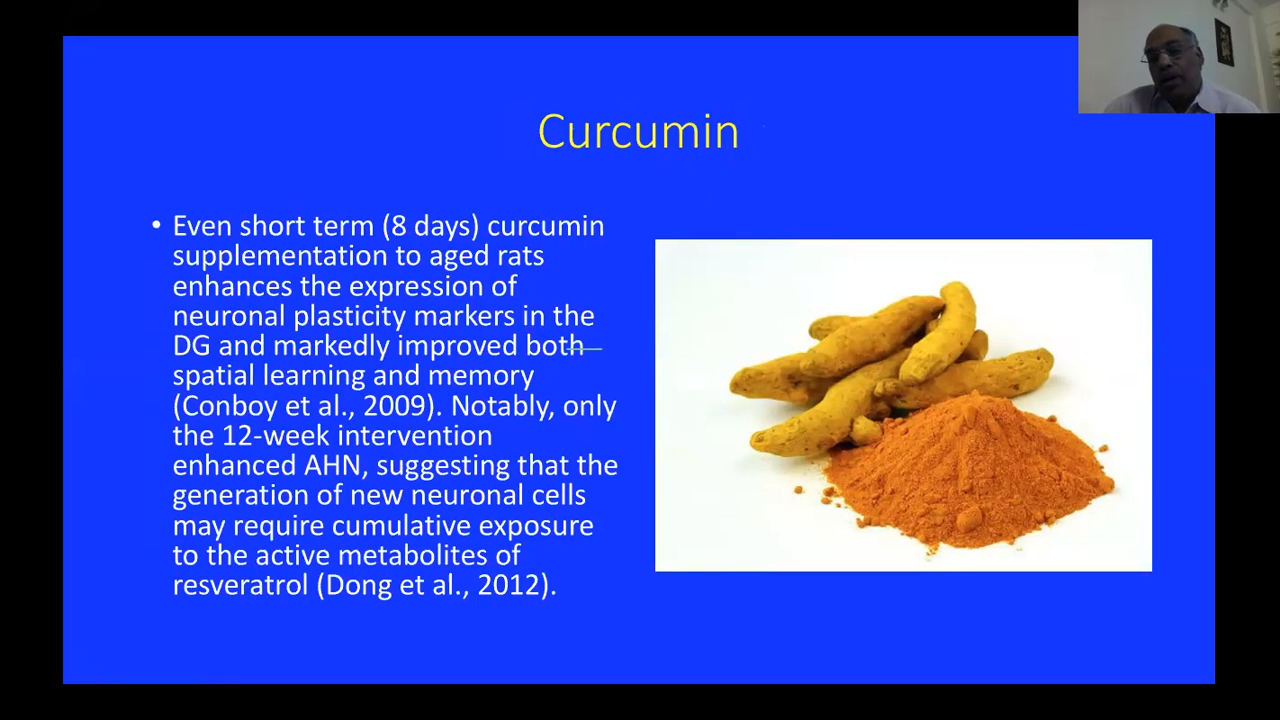 Curcumin
• Even short term (8 days) curcumin
supplementation to aged rats
enhances the expression of
neuronal plasticity markers in the
DG and markedly improved both
spatial learning and memory
(Conboy et al., 2009). Notably, only
the 12-week intervention
enhanced AHN, suggesting that the
generation of new neuronal cells
may require cumulative exposure
to the active metabolites of
resveratrol (Dong et al., 2012).